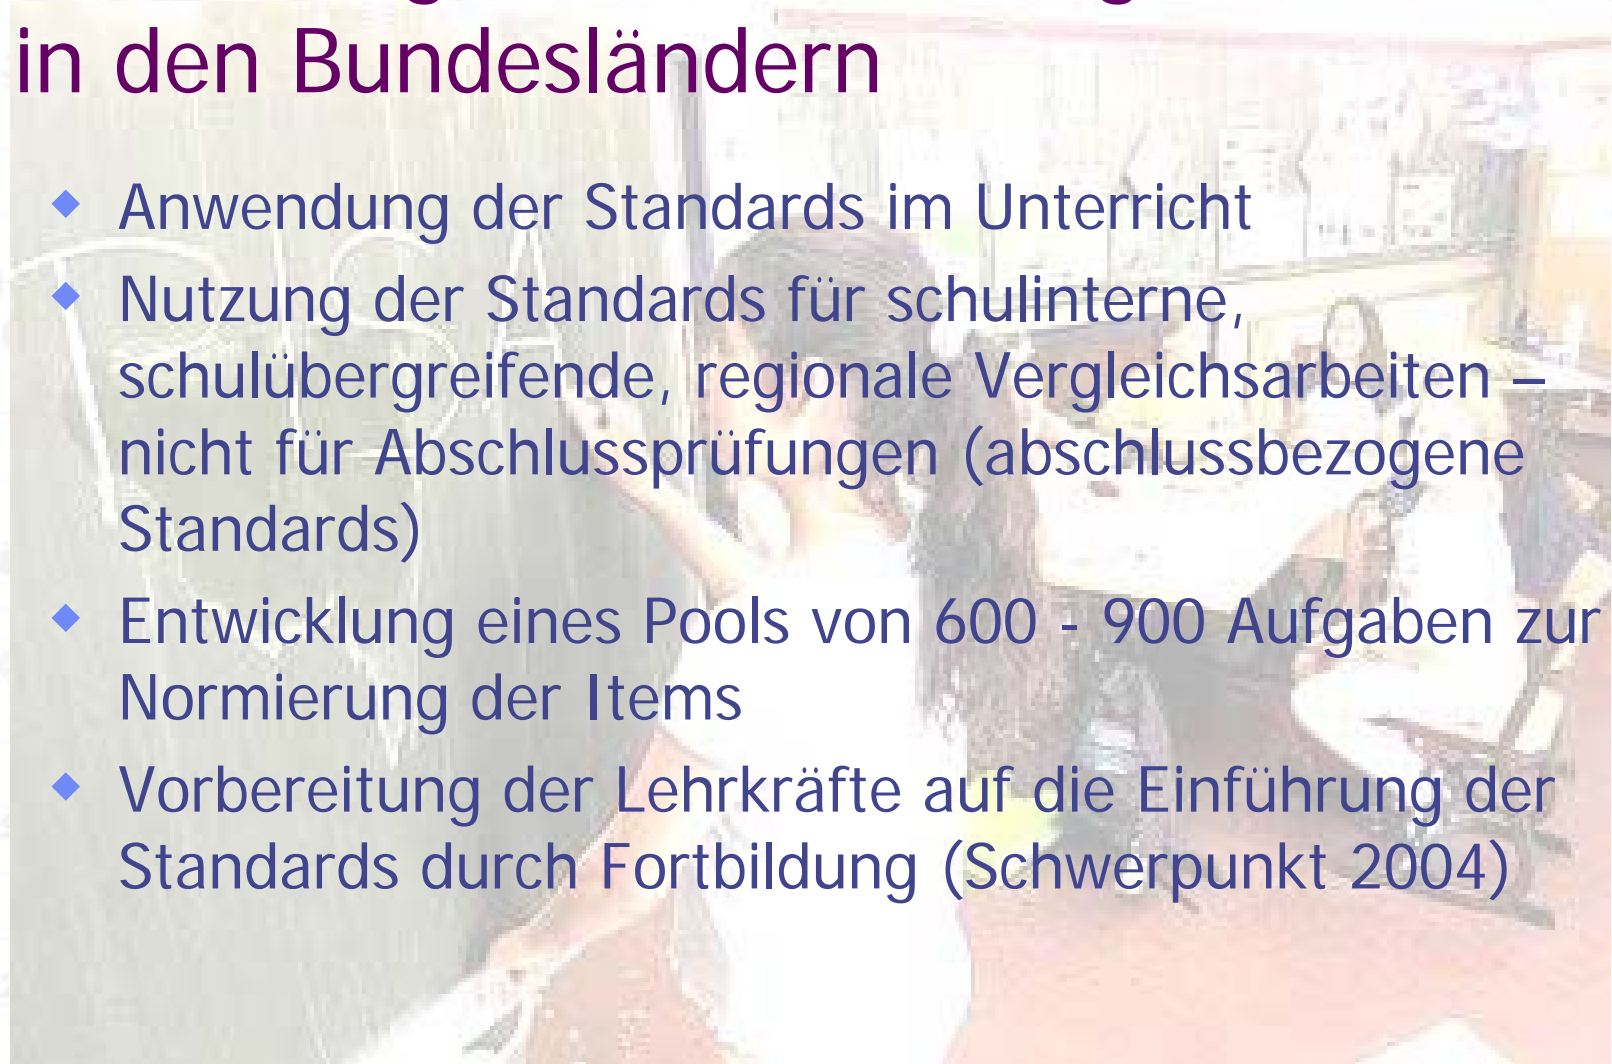 in den Bundesländern
Anwendung der Standards im Unterricht
Nutzung der Standards für schulinterne,
schulübergreifende, regionale Vergleichsarbeiten –
nicht für Abschlussprüfungen (abschlussbezogene
Standards)
Entwicklung eines Pools von 600 - 900 Aufgaben zur
Normierung der Items
Vorbereitung der Lehrkräfte auf die Einführung der
Standards durch Fortbildung (Schwerpunkt 2004)
PISA